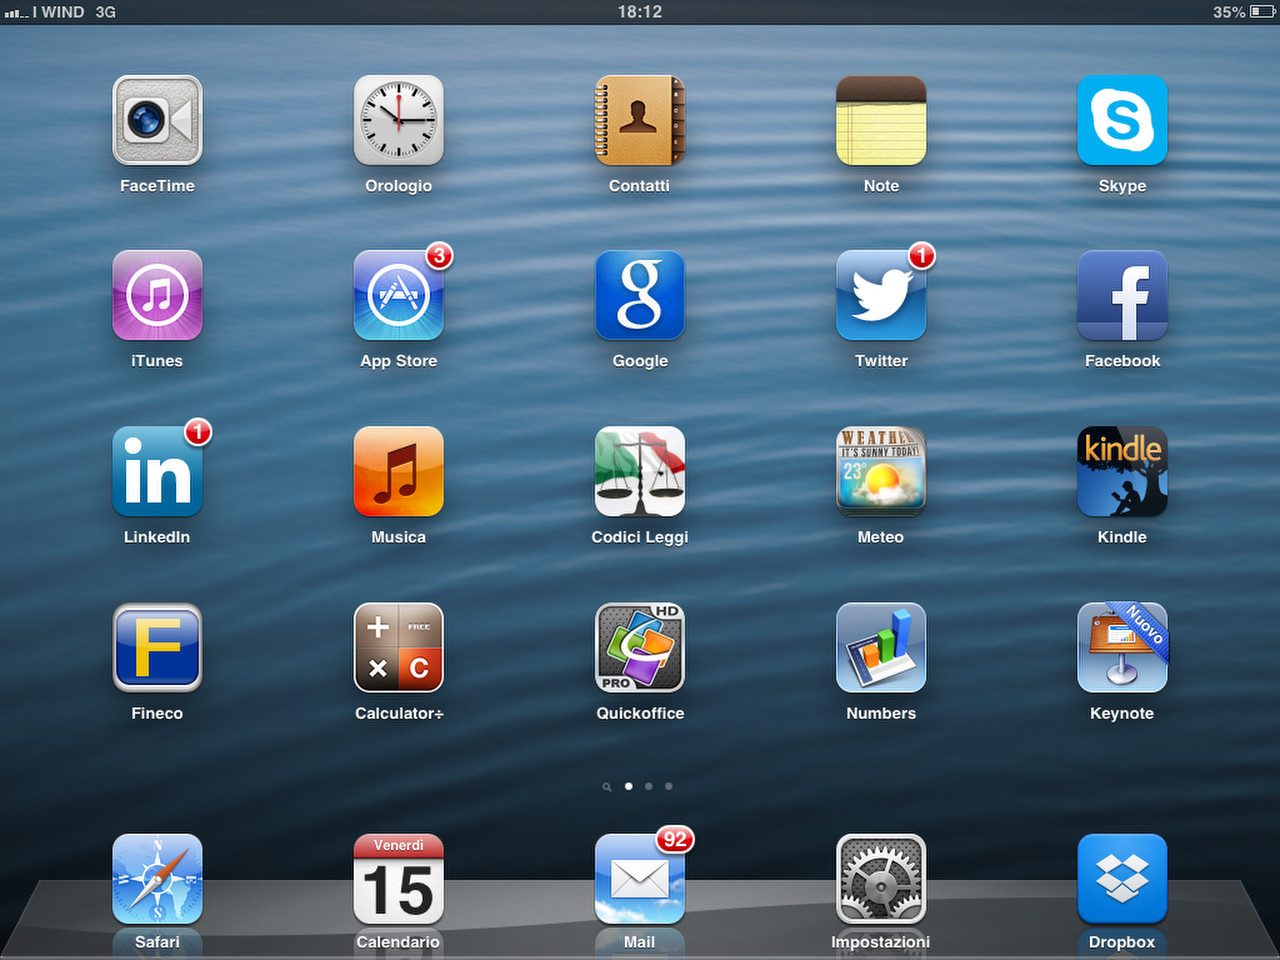 I WIND 3G 18:12 35%
FaceTime Orologio Contatti Note Skype
3 1
iTunes App Store Google Twitter Facebook
1
in WEATHER kindle
IT'S SUNNY TODAY!
23°
LinkedIn Musica Codici Leggi Meteo Kindle
F + FREE HD Nuovo
× C PRO
Fineco Calculator÷ Quickoffice Numbers Keynote
92
Venerdì
15
Safari Calendario Mail Impostazioni Dropbox